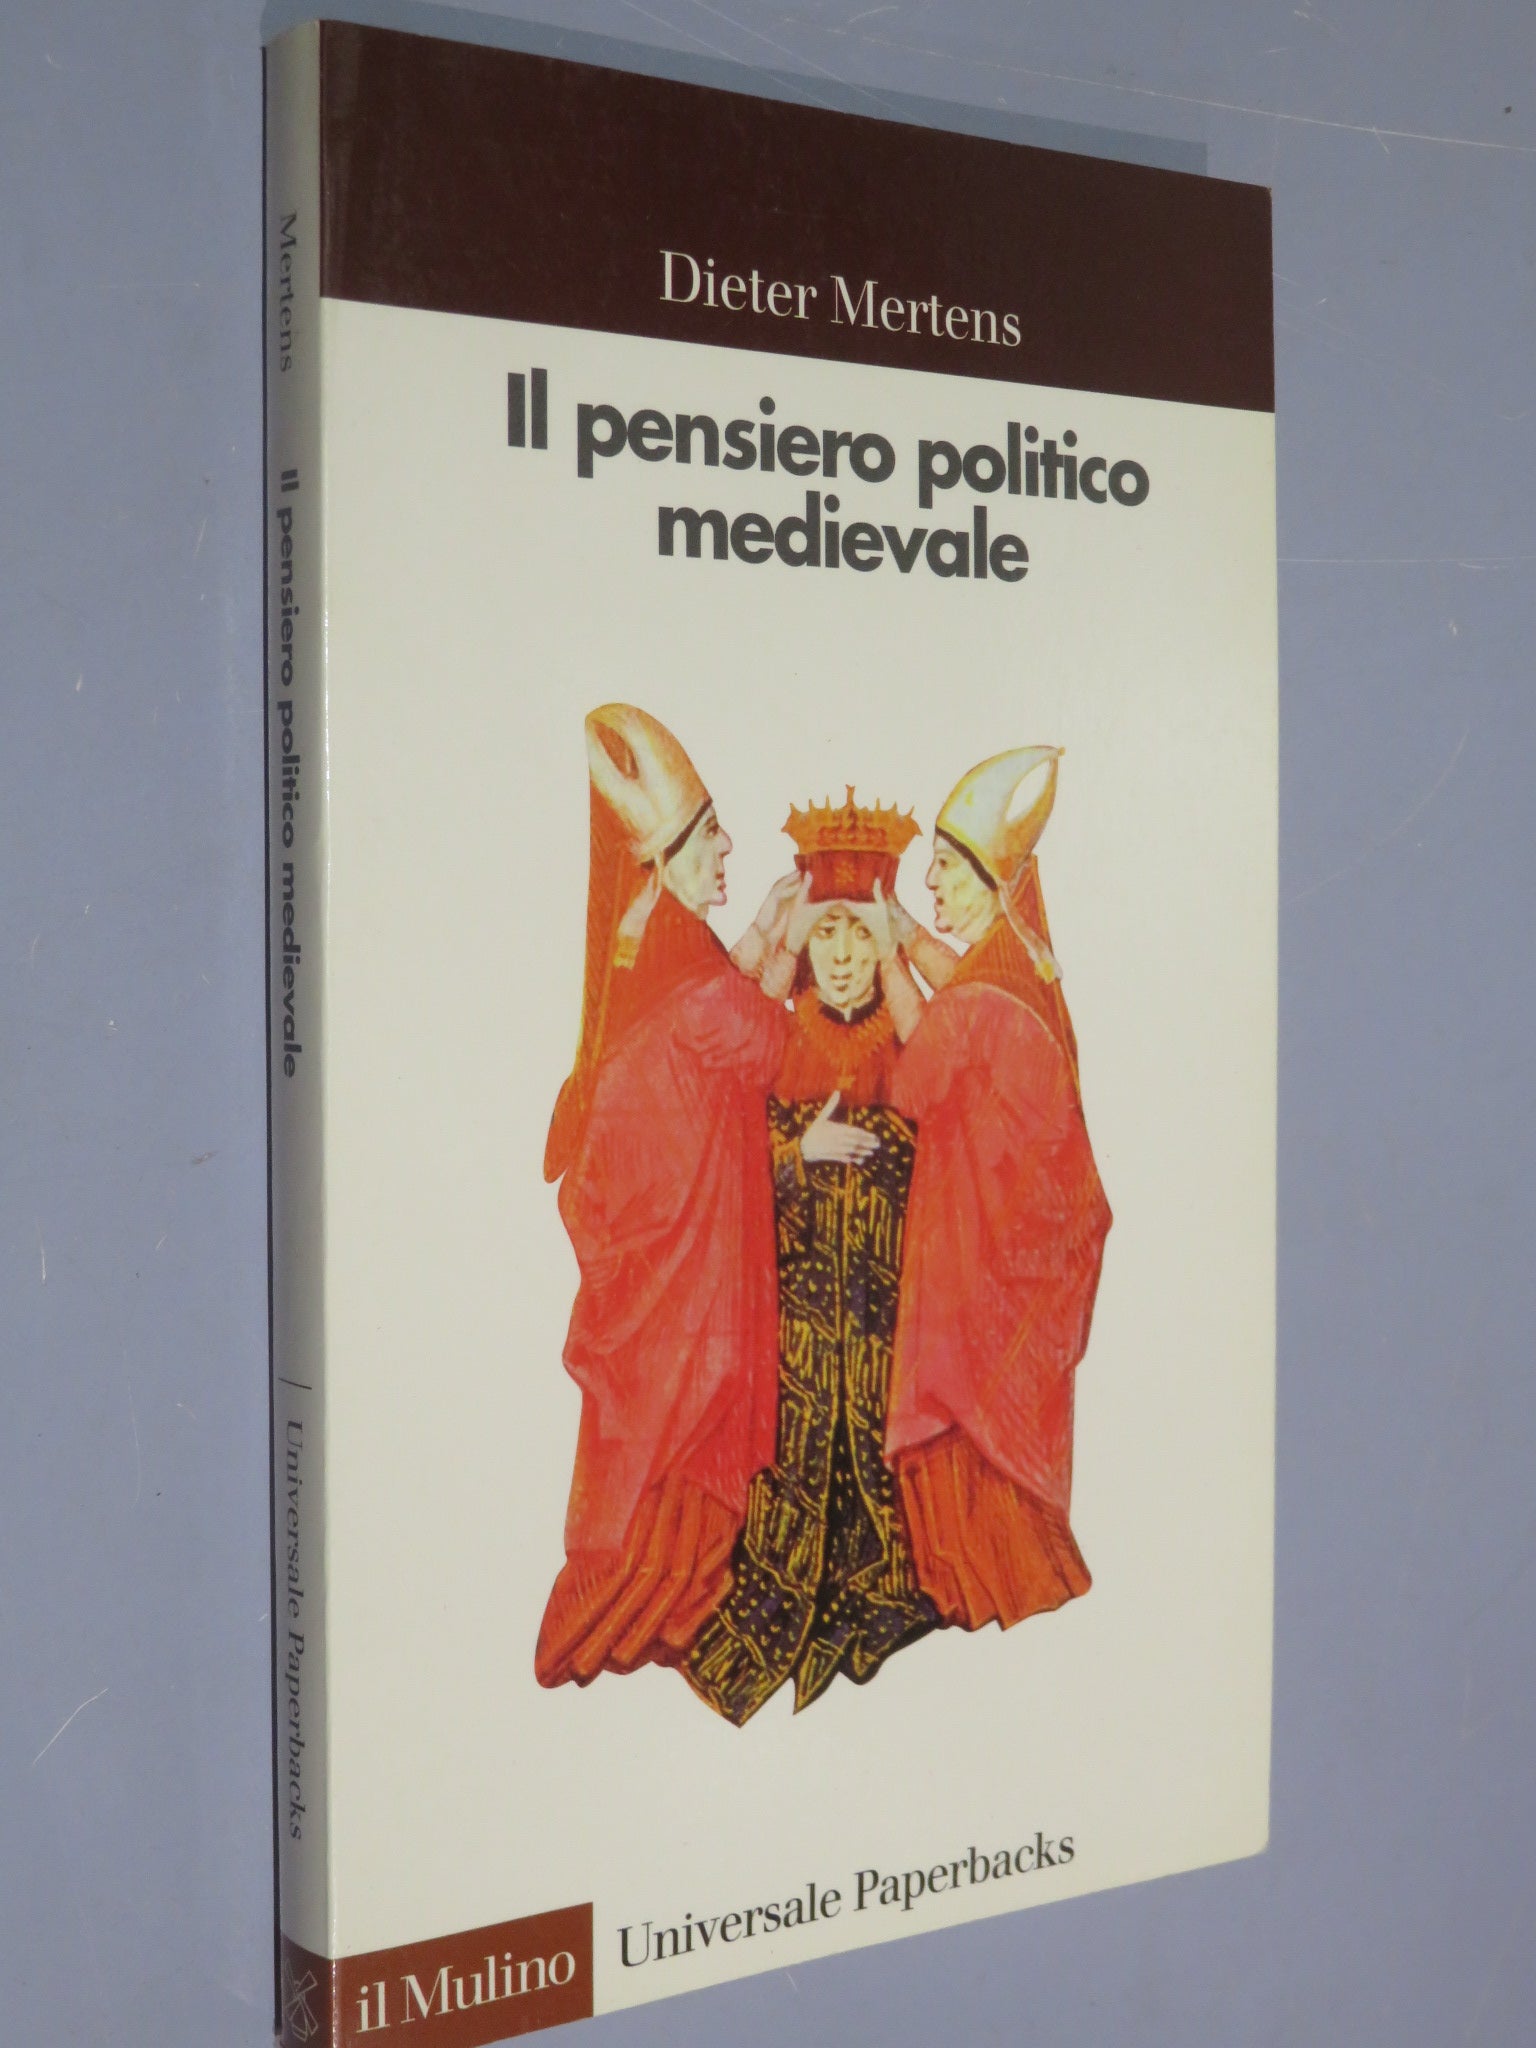 Dieter Mertens
Il pensiero politico
medievale
il Mulino
Universale Paperbacks
Mertens Il pensiero politico medievale / Universale Paperbacks